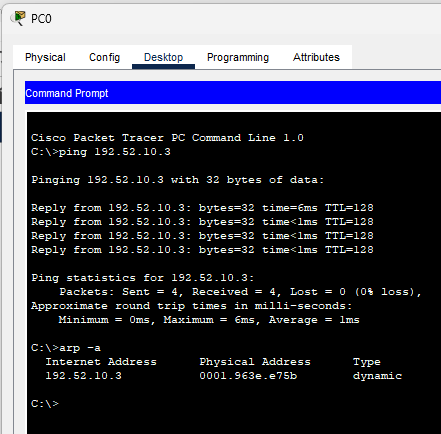 PC0
Physical Config Desktop Programming Attributes
Command Prompt
Cisco Packet Tracer PC Command Line 1.0
C:\>ping 192.52.10.3
Pinging 192.52.10.3 with 32 bytes of data:
Reply from 192.52.10.3: bytes=32 time=6ms TTL=128
Reply from 192.52.10.3: bytes=32 time<1ms TTL=128
Reply from 192.52.10.3: bytes=32 time<1ms TTL=128
Reply from 192.52.10.3: bytes=32 time<1ms TTL=128
Ping statistics for 192.52.10.3:
Packets: Sent = 4, Received = 4, Lost = 0 (0% loss),
Approximate round trip times in milli-seconds:
Minimum = 0ms, Maximum = 6ms, Average = 1ms
C:\>arp -a
Internet Address Physical Address Type
192.52.10.3 0001.963e.e75b dynamic
C:\>